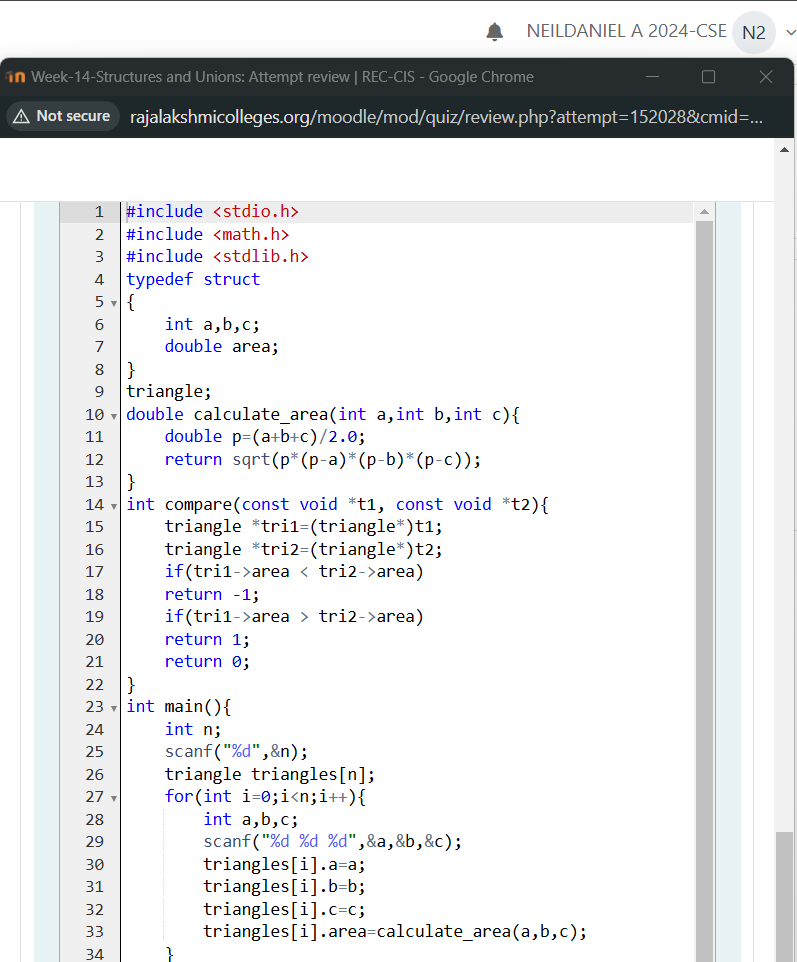 NEILDANIEL A 2024-CSE N2
Week-14-Structures and Unions: Attempt review | REC-CIS - Google Chrome
Not secure rajalakshmicolleges.org/moodle/mod/quiz/review.php?attempt=152028&cmid=...
1 #include <stdio.h>
2 #include <math.h>
3 #include <stdlib.h>
4 typedef struct
5 {
6     int a,b,c;
7     double area;
8 }
9 triangle;
10 double calculate_area(int a,int b,int c){
11     double p=(a+b+c)/2.0;
12     return sqrt(p*(p-a)*(p-b)*(p-c));
13 }
14 int compare(const void *t1, const void *t2){
15     triangle *tri1=(triangle*)t1;
16     triangle *tri2=(triangle*)t2;
17     if(tri1->area < tri2->area)
18     return -1;
19     if(tri1->area > tri2->area)
20     return 1;
21     return 0;
22 }
23 int main(){
24     int n;
25     scanf("%d",&n);
26     triangle triangles[n];
27     for(int i=0;i<n;i++){
28         int a,b,c;
29         scanf("%d %d %d",&a,&b,&c);
30         triangles[i].a=a;
31         triangles[i].b=b;
32         triangles[i].c=c;
33         triangles[i].area=calculate_area(a,b,c);
34     }